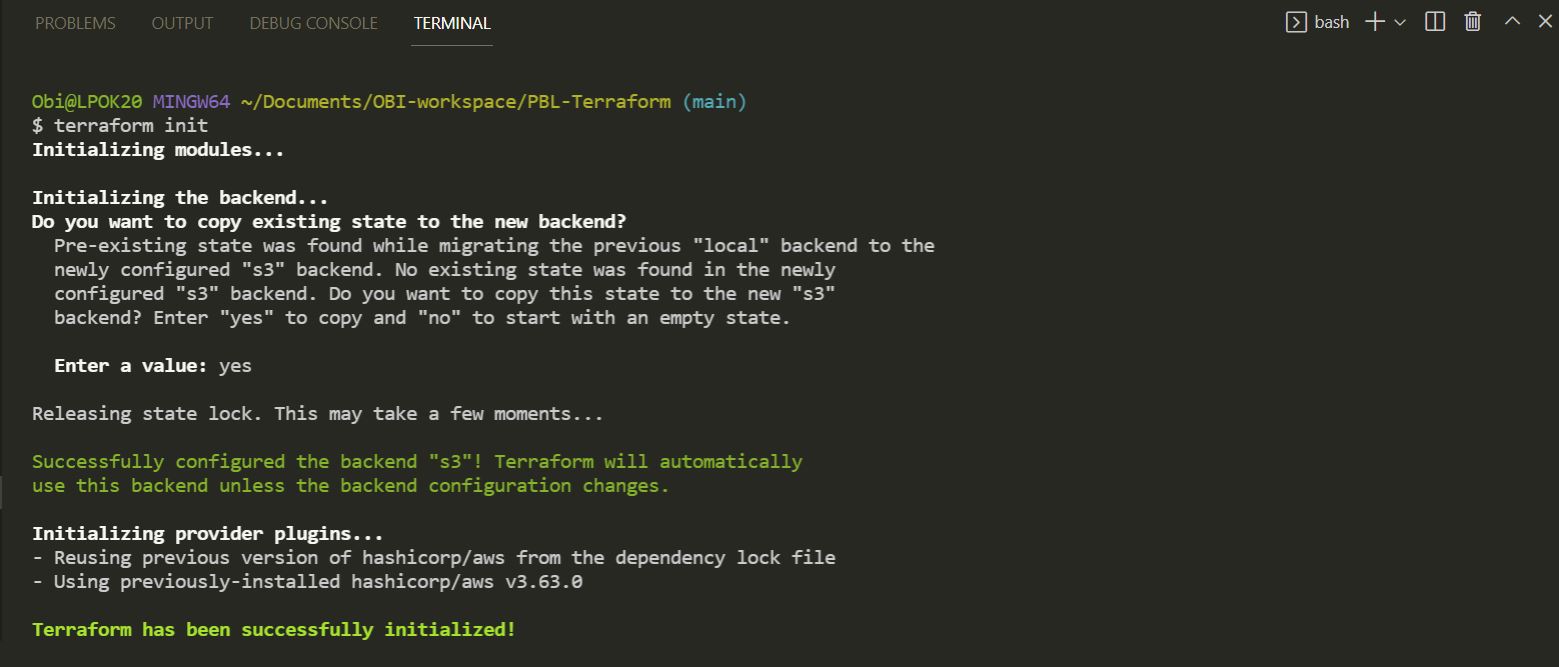 PROBLEMS OUTPUT DEBUG CONSOLE TERMINAL bash
Obi@LPOK20 MINGW64 ~/Documents/OBI-workspace/PBL-Terraform (main)
$ terraform init
Initializing modules...
Initializing the backend...
Do you want to copy existing state to the new backend?
Pre-existing state was found while migrating the previous "local" backend to the
newly configured "s3" backend. No existing state was found in the newly
configured "s3" backend. Do you want to copy this state to the new "s3"
backend? Enter "yes" to copy and "no" to start with an empty state.
Enter a value: yes
Releasing state lock. This may take a few moments...
Successfully configured the backend "s3"! Terraform will automatically
use this backend unless the backend configuration changes.
Initializing provider plugins...
- Reusing previous version of hashicorp/aws from the dependency lock file
- Using previously-installed hashicorp/aws v3.63.0
Terraform has been successfully initialized!